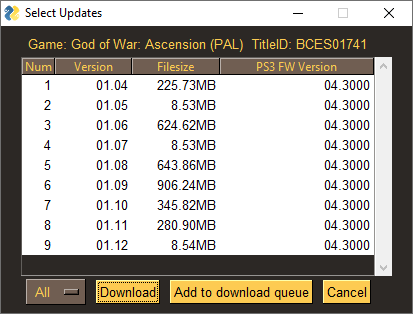 Select Updates
Game: God of War: Ascension (PAL) TitleID: BCES01741
Num Version Filesize PS3 FW Version
1 01.04 225.73MB 04.3000
2 01.05 8.53MB 04.3000
3 01.06 624.62MB 04.3000
4 01.07 8.53MB 04.3000
5 01.08 643.86MB 04.3000
6 01.09 906.24MB 04.3000
7 01.10 345.82MB 04.3000
8 01.11 280.90MB 04.3000
9 01.12 8.54MB 04.3000
All Download Add to download queue Cancel